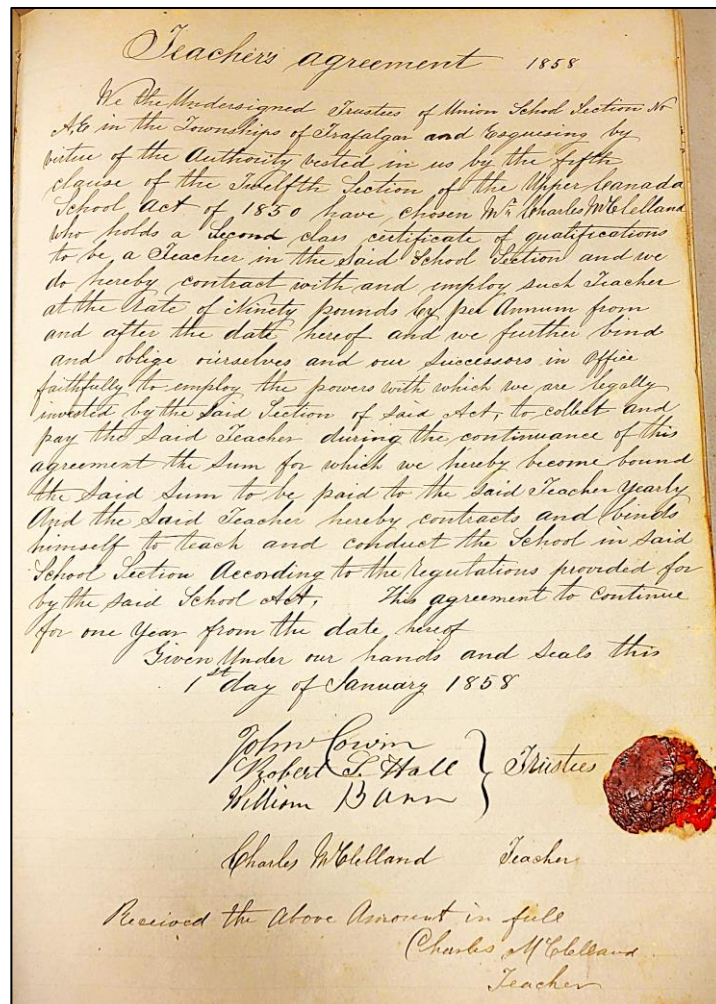 Teachers agreement 1858
We the Undersigned Trustees of Union School Section No
in the Townships of Trafalgar and Esquesing by
virtue of the Authority vested in us by the fifth
clause of the Twelfth Section of the Upper Canada
School Act of 1850 have chosen Mr Charles McClelland
who holds a Second class certificate of qualifications
to be a Teacher in the Said School Section and we
do hereby contract with and employ such Teacher
at the rate of Ninety pounds by per Annum from
and after the date hereof and we further bind
and oblige ourselves and our Successors in Office
faithfully to employ the powers with which we are legally
invested by the Said Section of Said Act, to collect and
pay the Said Teacher during the continuance of this
agreement the Sum for which we hereby become bound
the Said Sum to be paid to the Said Teacher Yearly
And the Said Teacher hereby contracts and binds
himself to teach and conduct the School in Said
School Section According to the Regulations provided for
by the Said School Act. This agreement to continue
for one Year from the date hereof
Given Under our hands and Seals this
1st day of January 1858
John Cowin
Robert S. Hall } Trustees
William
Charles McClelland Teacher
Received the Above Amount in full
Charles McClelland
Teacher